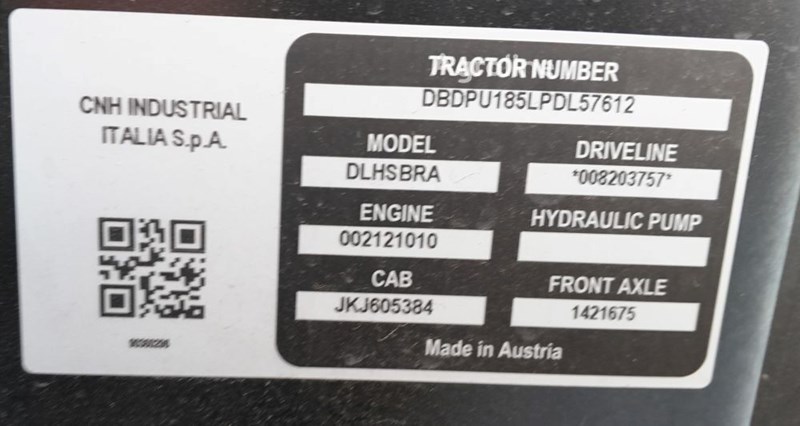 CNH INDUSTRIAL
ITALIA S.p.A.
TRACTOR NUMBER
DBDPU185LPDL57612
MODEL
DLHSBRA
DRIVELINE
*008203757*
ENGINE
002121010
HYDRAULIC PUMP
CAB
JKJ605384
FRONT AXLE
1421675
Made in Austria